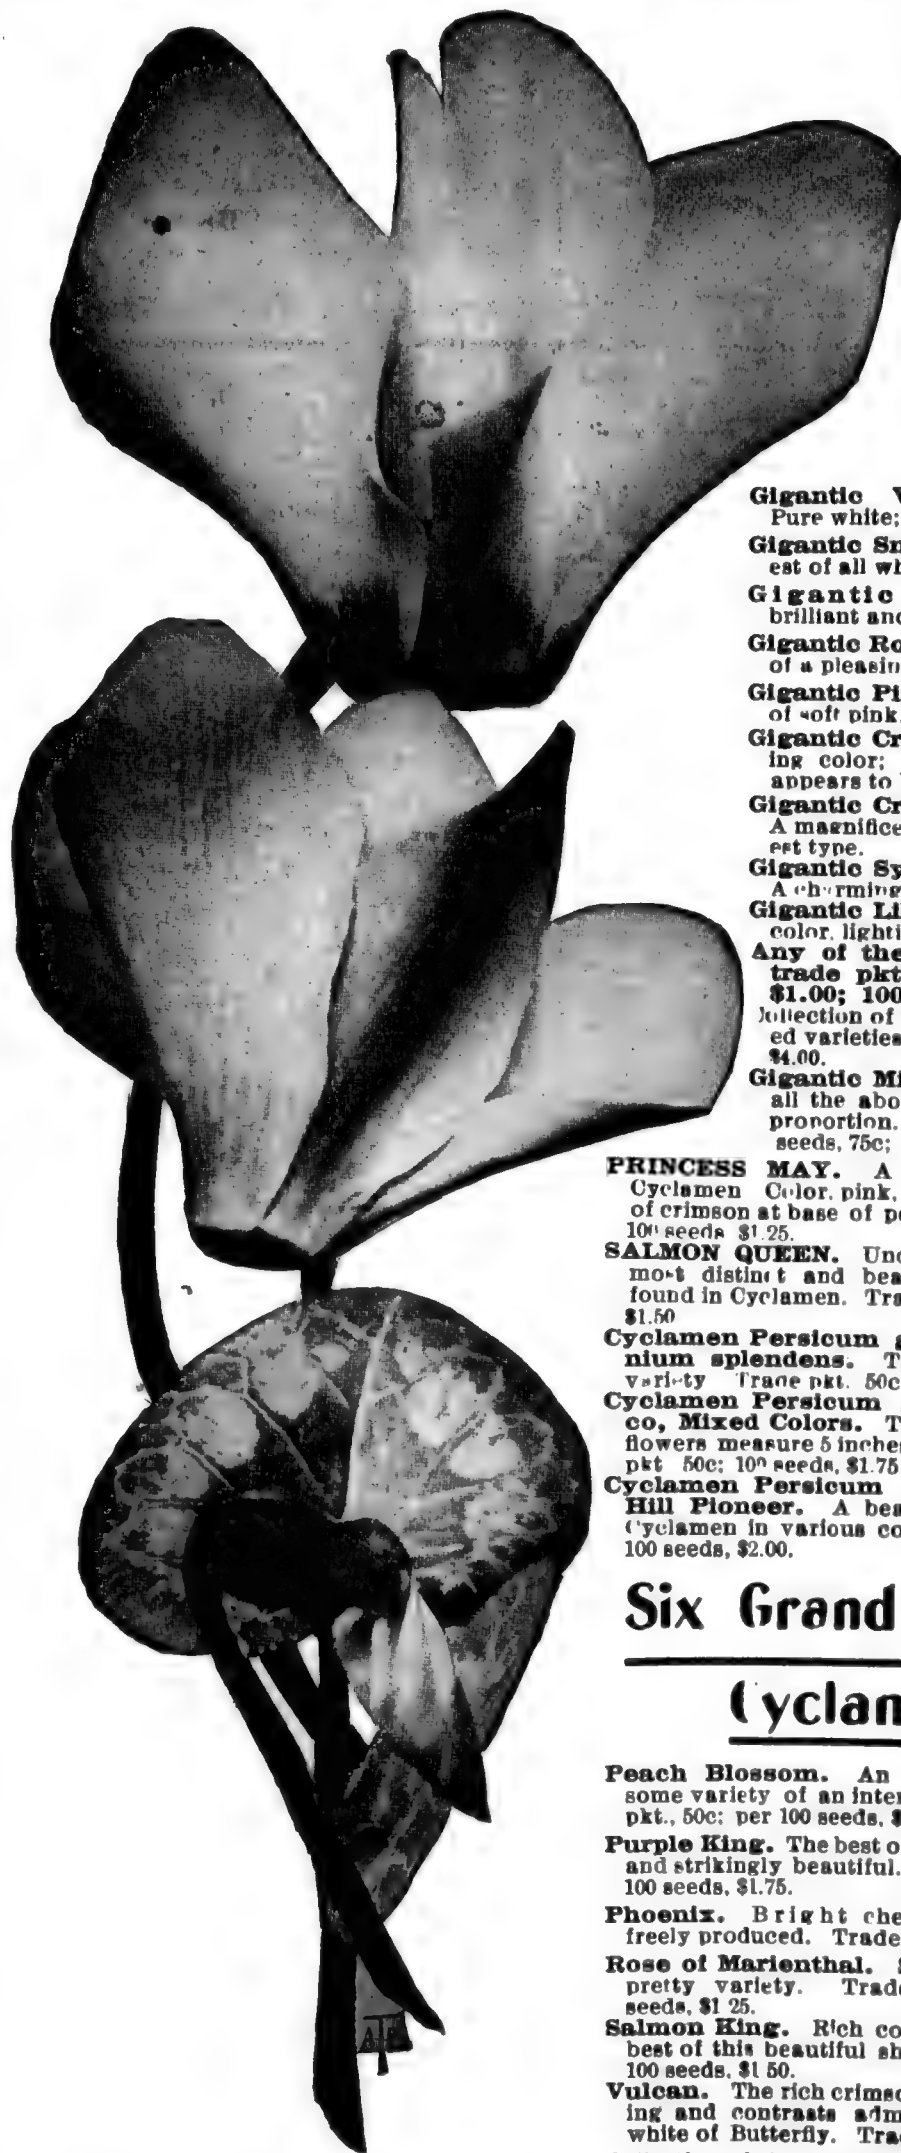 Gigantic
Pure white;
Gigantic Sn
est of all wh
Gigantic
brilliant and
Gigantic Ro
of a pleasin
Gigantic Pi
of soft pink.
Gigantic Cr
ing color;
appears to
Gigantic Cr
A magnifice
est type.
Gigantic Sy
A charming
Gigantic Li
color, lighti
Any of the
trade pkt
$1.00; 100
ollection of
ed varieties
$4.00.
Gigantic Mi
all the abo
proportion.
seeds, 75c;
PRINCESS MAY. A
Cyclamen Color, pink,
of crimson at base of pe
100 seeds $1.25.
SALMON QUEEN. Und
most distinct and bea
found in Cyclamen. Tra
$1.50
Cyclamen Persicum g
nium splendens. T
variety Trade pkt. 50c
Cyclamen Persicum
co, Mixed Colors. T
flowers measure 5 inches
pkt 50c; 100 seeds, $1.75
Cyclamen Persicum
Hill Pioneer. A bea
Cyclamen in various co
100 seeds, $2.00.
Six Grand
Cyclam
Peach Blossom. An
some variety of an inten
pkt., 50c; per 100 seeds, $
Purple King. The best o
and strikingly beautiful.
100 seeds, $1.75.
Phoenix. Bright che
freely produced. Trade
Rose of Marienthal. S
pretty variety. Trade
seeds, $1 25.
Salmon King. Rich co
best of this beautiful sh
100 seeds, $1 50.
Vulcan. The rich crimso
ing and contrasts adm
white of Butterfly. Trad